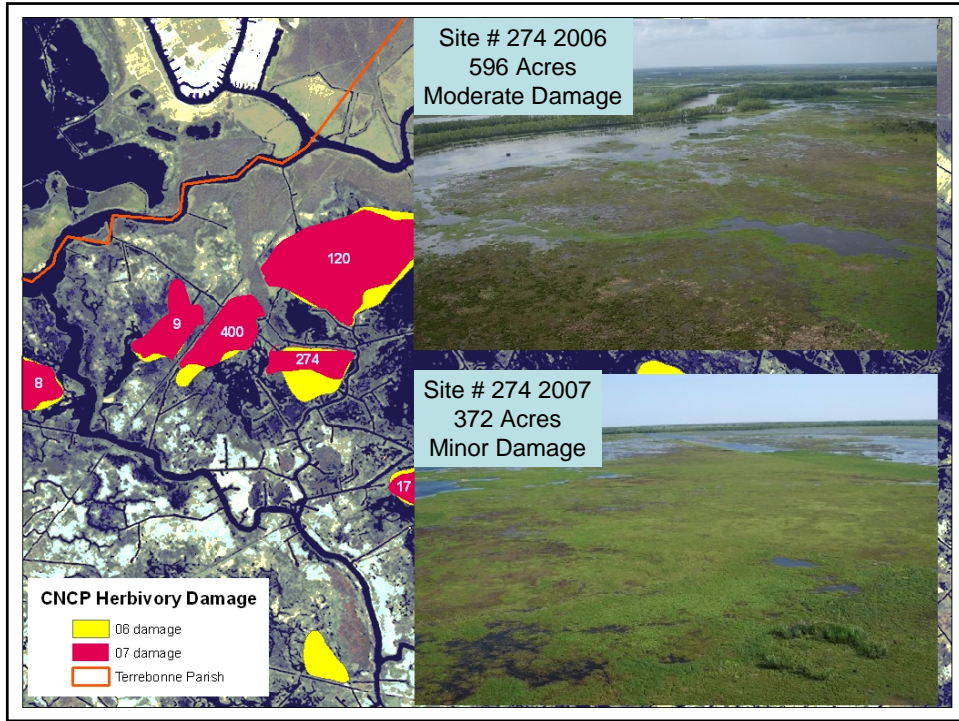 Site # 274 2006
596 Acres
Moderate Damage
120
9
400
274
8
17
Site # 274 2007
372 Acres
Minor Damage
CNCP Herbivory Damage
06 damage
07 damage
Terrebonne Parish